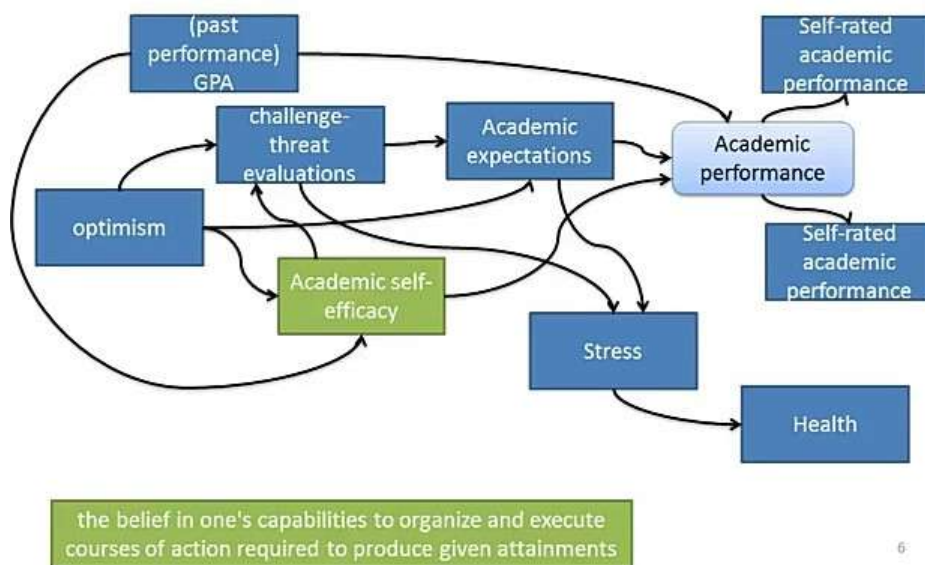 (past
performance)
GPA
Self-rated
academic
performance
challenge-
threat
evaluations
Academic
expectations
Academic
performance
optimism
Self-rated
academic
performance
Academic self-
efficacy
Stress
Health
the belief in one's capabilities to organize and execute
courses of action required to produce given attainments
6